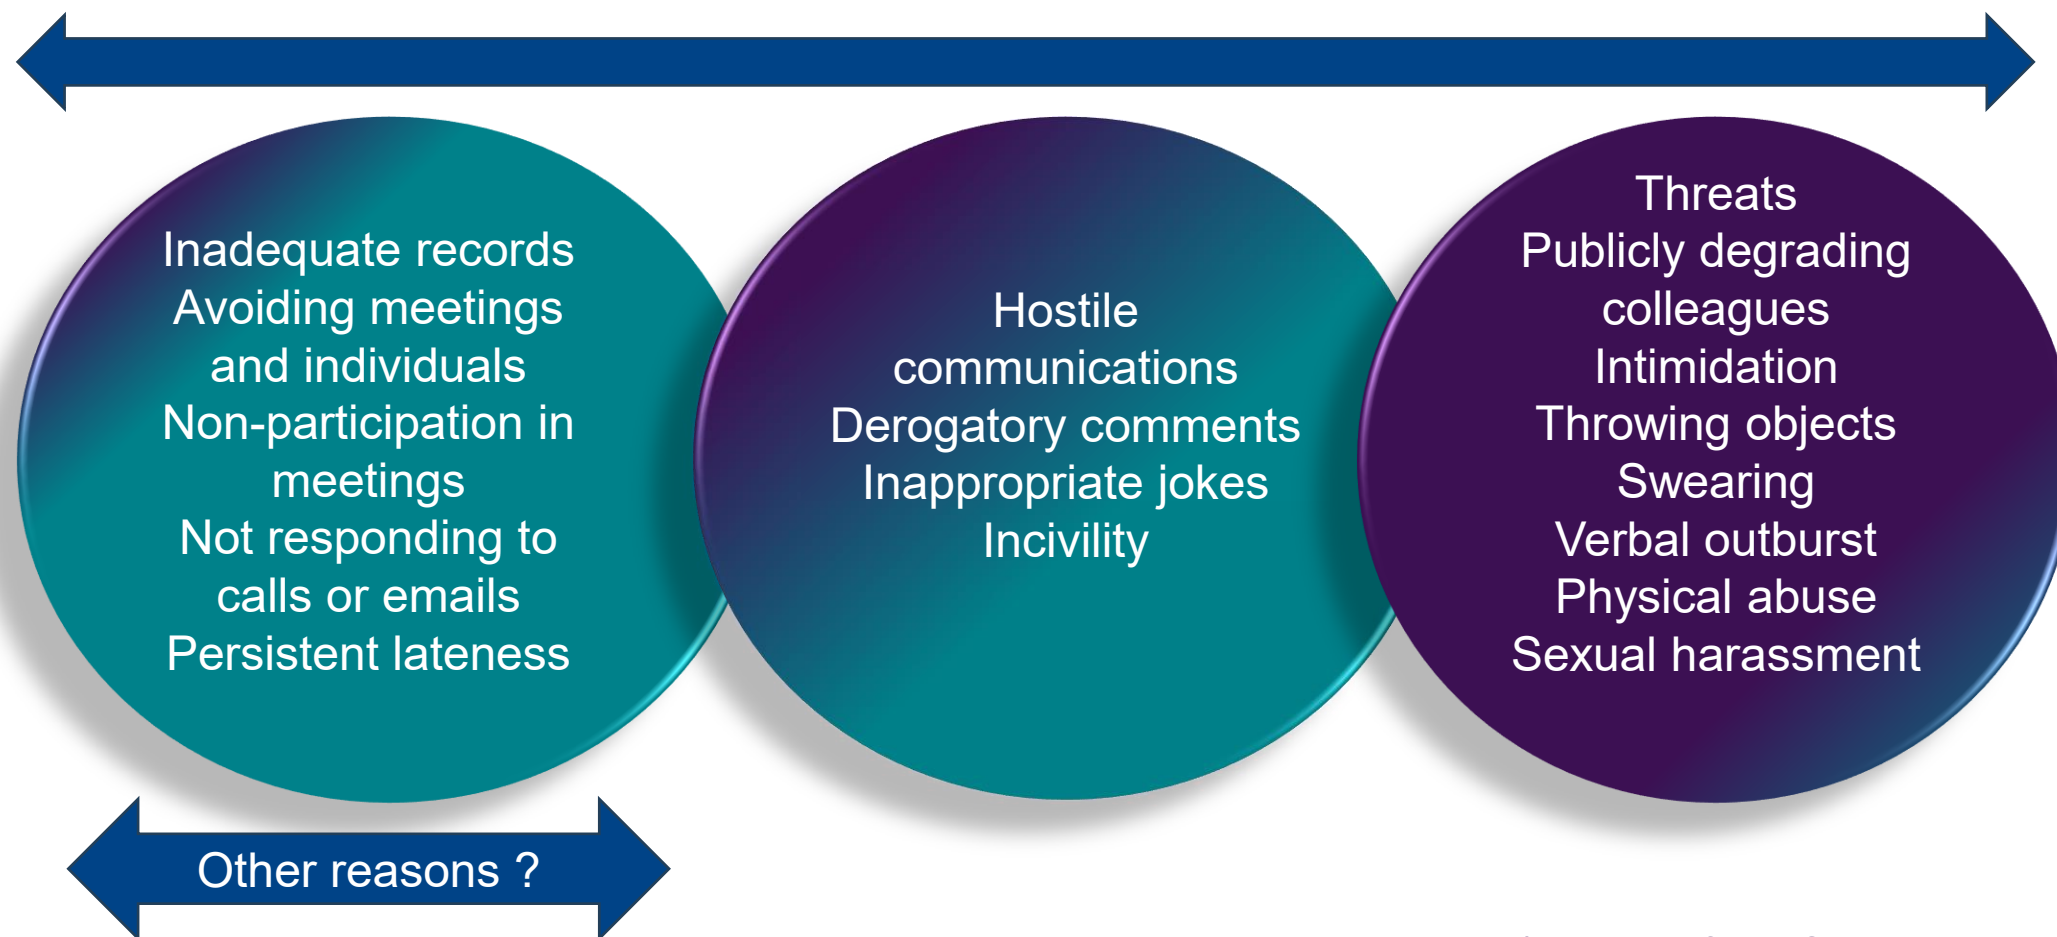 Inadequate records
Avoiding meetings
and individuals
Non-participation in
meetings
Not responding to
calls or emails
Persistent lateness
Hostile
communications
Derogatory comments
Inappropriate jokes
Incivility
Threats
Publicly degrading
colleagues
Intimidation
Throwing objects
Swearing
Verbal outburst
Physical abuse
Sexual harassment
Other reasons ?